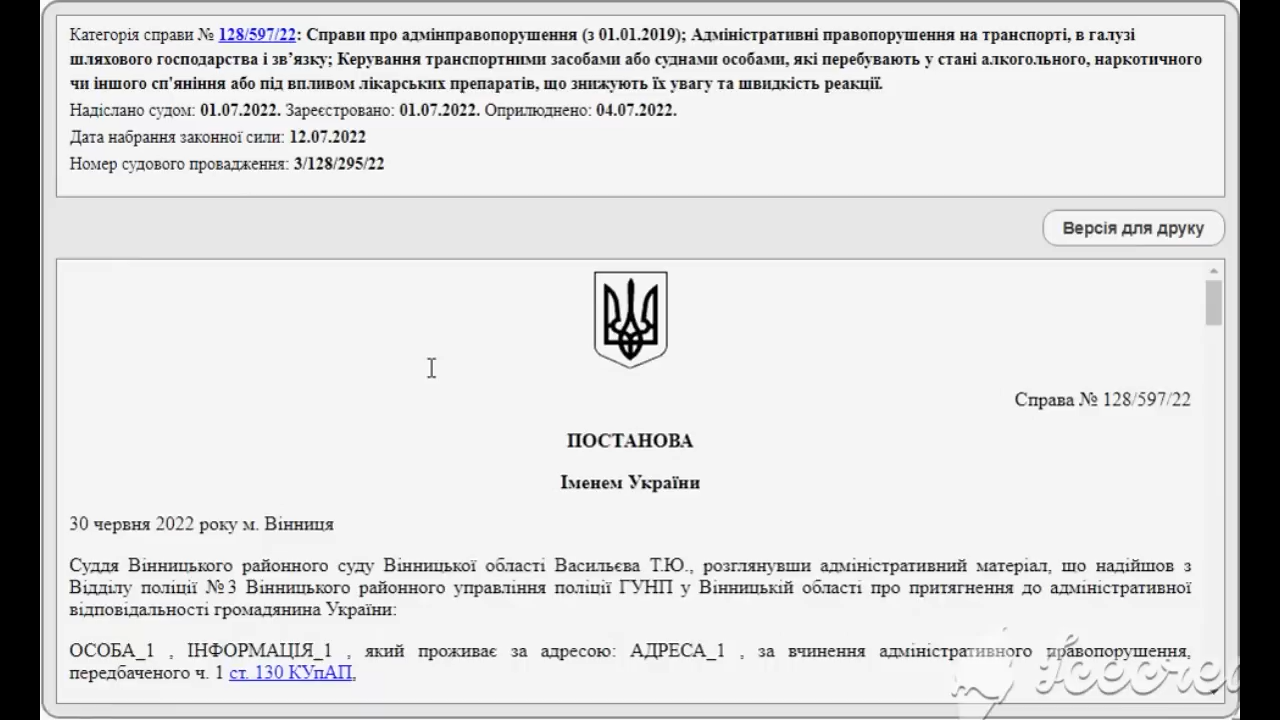 Категорія справи № 128/597/22: Справи про адмінправопорушення (з 01.01.2019); Адміністративні правопорушення на транспорті, в галузі
шляхового господарства і зв’язку; Керування транспортними засобами або суднами особами, які перебувають у стані алкогольного, наркотичного
чи іншого сп'яніння або під впливом лікарських препаратів, що знижують їх увагу та швидкість реакції.
Надіслано судом: 01.07.2022. Зареєстровано: 01.07.2022. Оприлюднено: 04.07.2022.
Дата набрання законної сили: 12.07.2022
Номер судового провадження: 3/128/295/22
Версія для друку
Справа № 128/597/22
ПОСТАНОВА
Іменем України
30 червня 2022 року м. Вінниця
Суддя Вінницького районного суду Вінницької області Васильєва Т.Ю., розглянувши адміністративний матеріал, що надійшов з
Відділу поліції №3 Вінницького районного управління поліції ГУНП у Вінницькій області про притягнення до адміністративної
відповідальності громадянина України:
ОСОБА_1 , ІНФОРМАЦІЯ_1 , який проживає за адресою: АДРЕСА_1 , за вчинення адміністративного правопорушення,
передбаченого ч. 1 ст. 130 КУпАП,